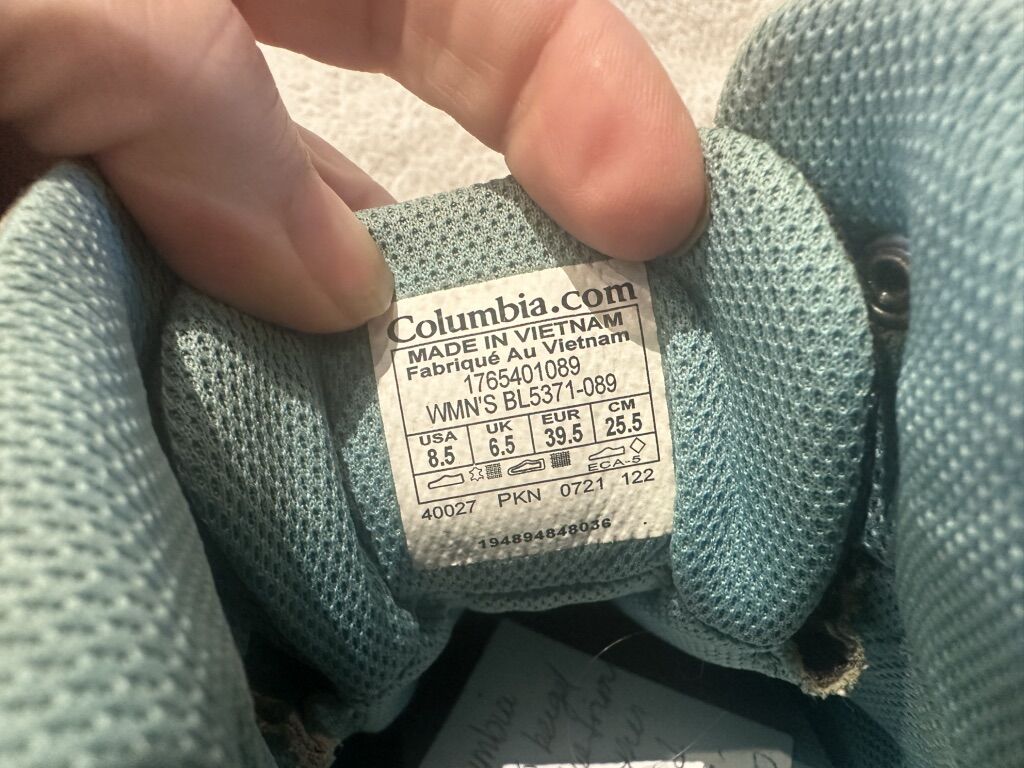 Columbia.com
MADE IN VIETNAM
Fabriqué Au Vietnam
1765401089
WMN'S BL5371-089
USA UK EUR CM
8.5 6.5 39.5 25.5
ECA-5
40027 PKN 0721 122
194894848036